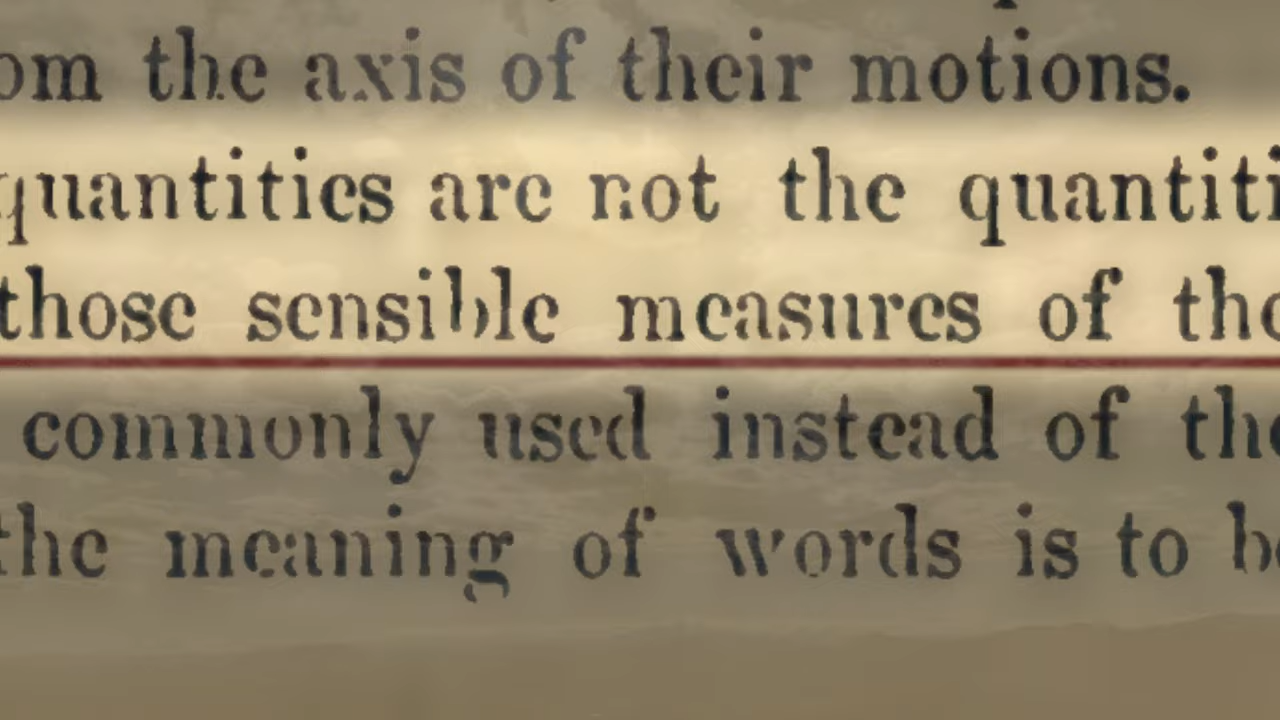 om the axis of their motions.
quantities are not the quantiti
those sensible measures of the
commonly used instead of the
the meaning of words is to be